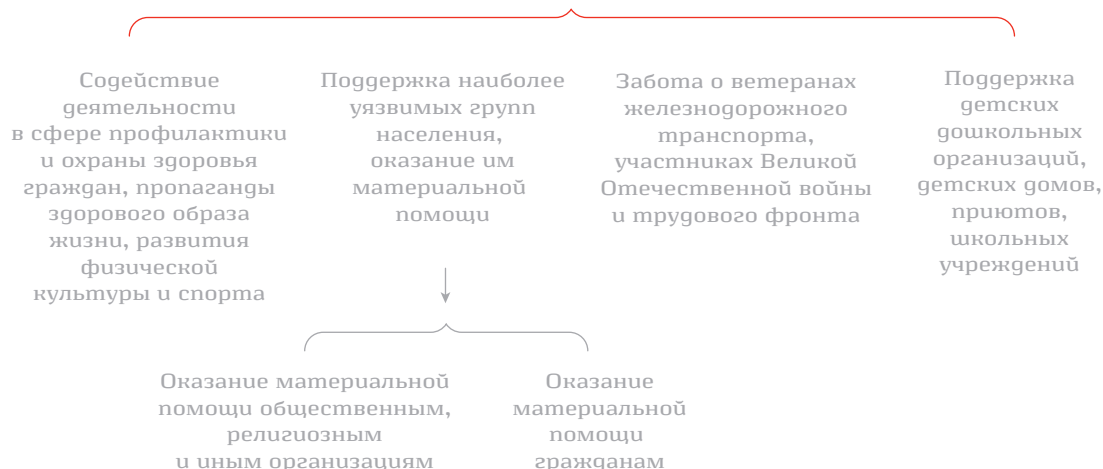 Содействие
деятельности
в сфере профилактики
и охраны здоровья
граждан, пропаганды
здорового образа
жизни, развития
физической
культуры и спорта
Поддержка наиболее
уязвимых групп
населения,
оказание им
материальной
помощи
Забота о ветеранах
железнодорожного
транспорта,
участниках Великой
Отечественной войны
и трудового фронта
Поддержка
детских
дошкольных
организаций,
детских домов,
приютов,
школьных
учреждений
Оказание материальной
помощи общественным,
религиозным
и иным организациям
Оказание
материальной
помощи
гражданам